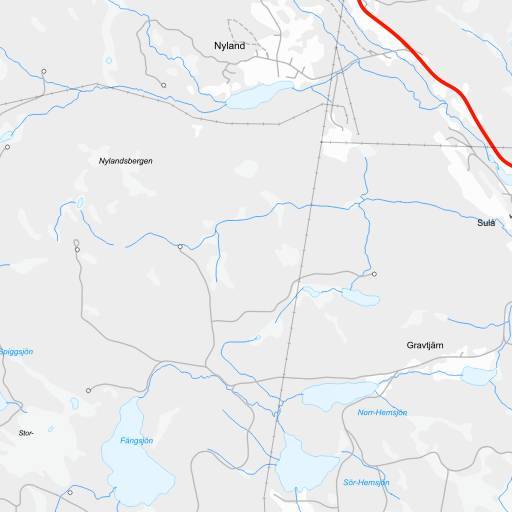 Nyland
Nylandsbergen
Sulå
Gravtjärn
Spiggsjön
Norr-Hemsjön
Stor-
Fängsjön
Sör-Hemsjön